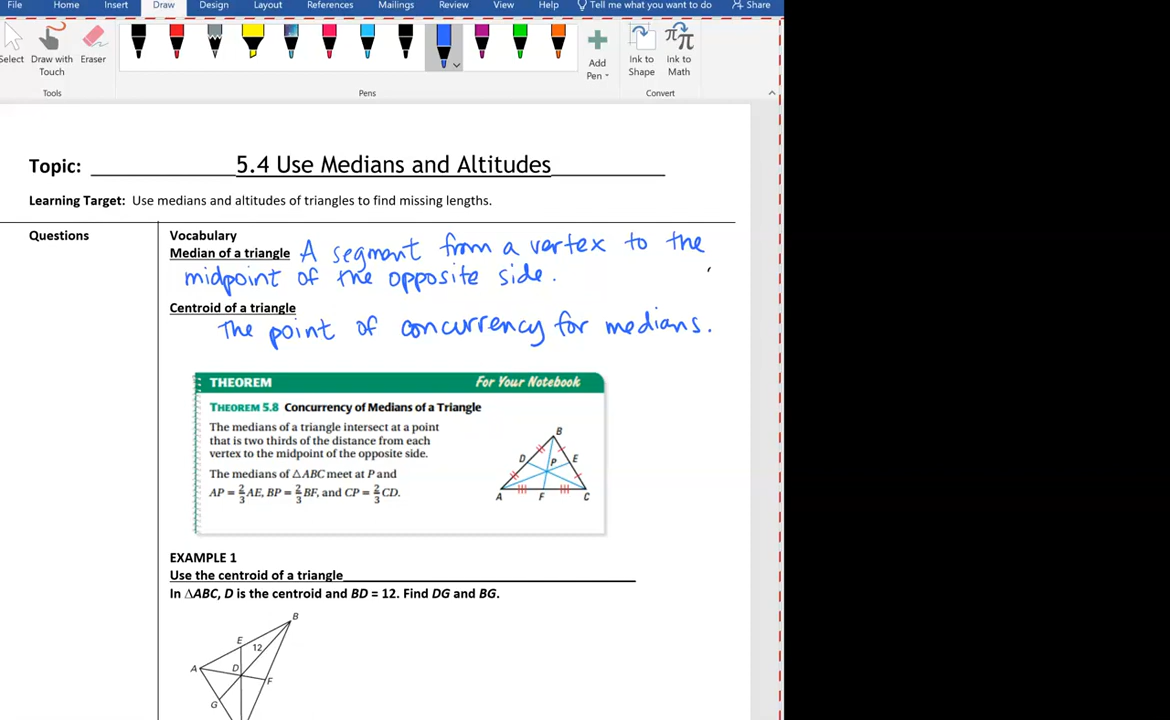 File Home Insert Draw Design Layout References Mailings Review View Help Tell me what you want to do Share
Select Draw with Touch Eraser Add Pen Ink to Shape Ink to Math
Tools Pens Convert
Topic: 5.4 Use Medians and Altitudes
Learning Target: Use medians and altitudes of triangles to find missing lengths.
Questions
Vocabulary
Median of a triangle A segment from a vertex to the
midpoint of the opposite side.
Centroid of a triangle
The point of concurrency for medians.
THEOREM For Your Notebook
THEOREM 5.8 Concurrency of Medians of a Triangle
The medians of a triangle intersect at a point
that is two thirds of the distance from each
vertex to the midpoint of the opposite side.
The medians of △ABC meet at P and
AP = 2/3 AE, BP = 2/3 BF, and CP = 2/3 CD.
B
D P E
A F C
EXAMPLE 1
Use the centroid of a triangle
In ΔABC, D is the centroid and BD = 12. Find DG and BG.
B
E 12
A D F
G